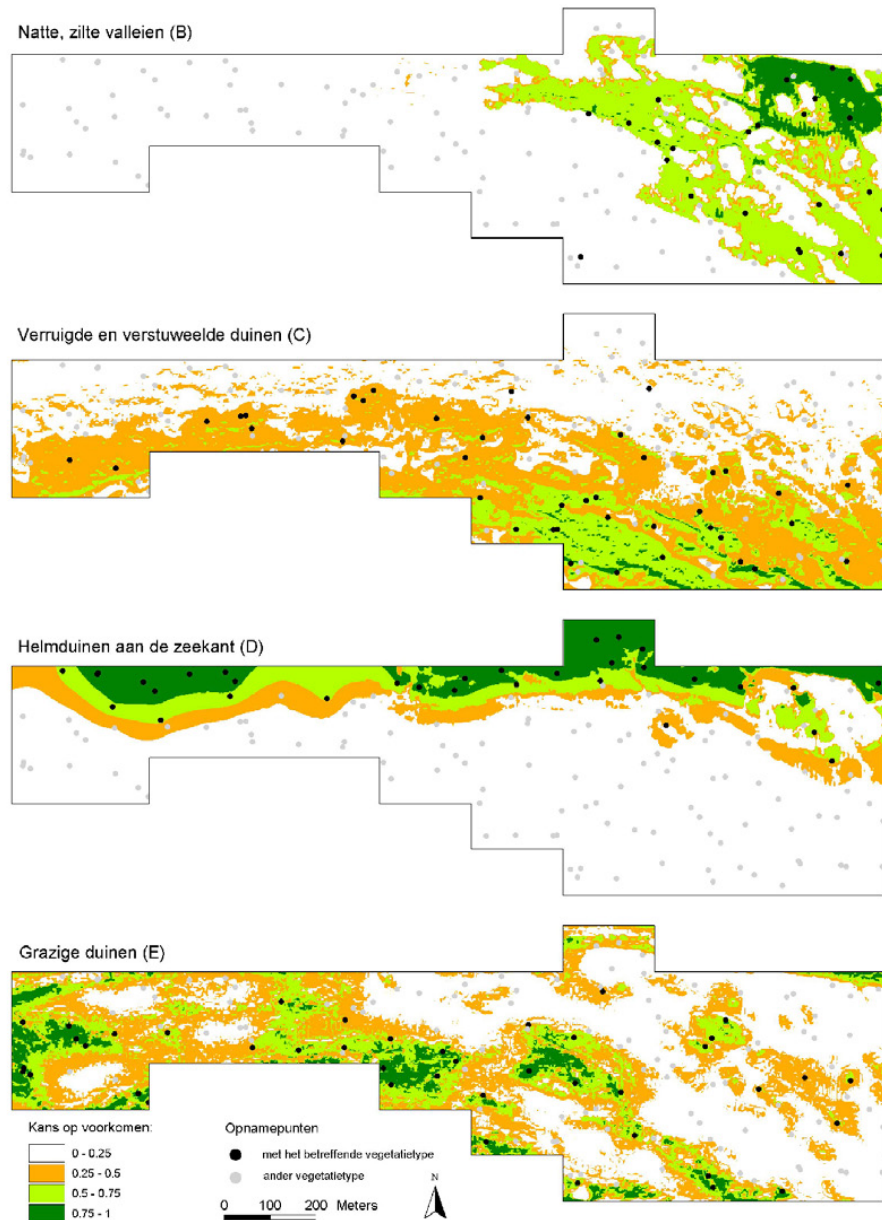 Natte, zilte valleien (B)
Verruigde en verstuweelde duinen (C)
Helmduinen aan de zeekant (D)
Grazige duinen (E)
Kans op voorkomen:
0 - 0.25
0.25 - 0.5
0.5 - 0.75
0.75 - 1
Opnamepunten
met het betreffende vegetatietype
ander vegetatietype
0 100 200 Meters
N